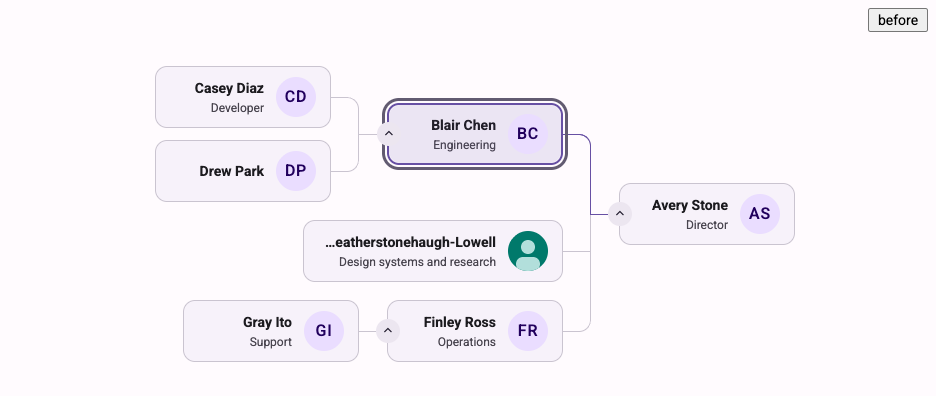 before
Casey Diaz
Developer
CD
Drew Park
DP
Blair Chen
Engineering
BC
Avery Stone
Director
AS
…eatherstonehaugh-Lowell
Design systems and research
Gray Ito
Support
GI
Finley Ross
Operations
FR